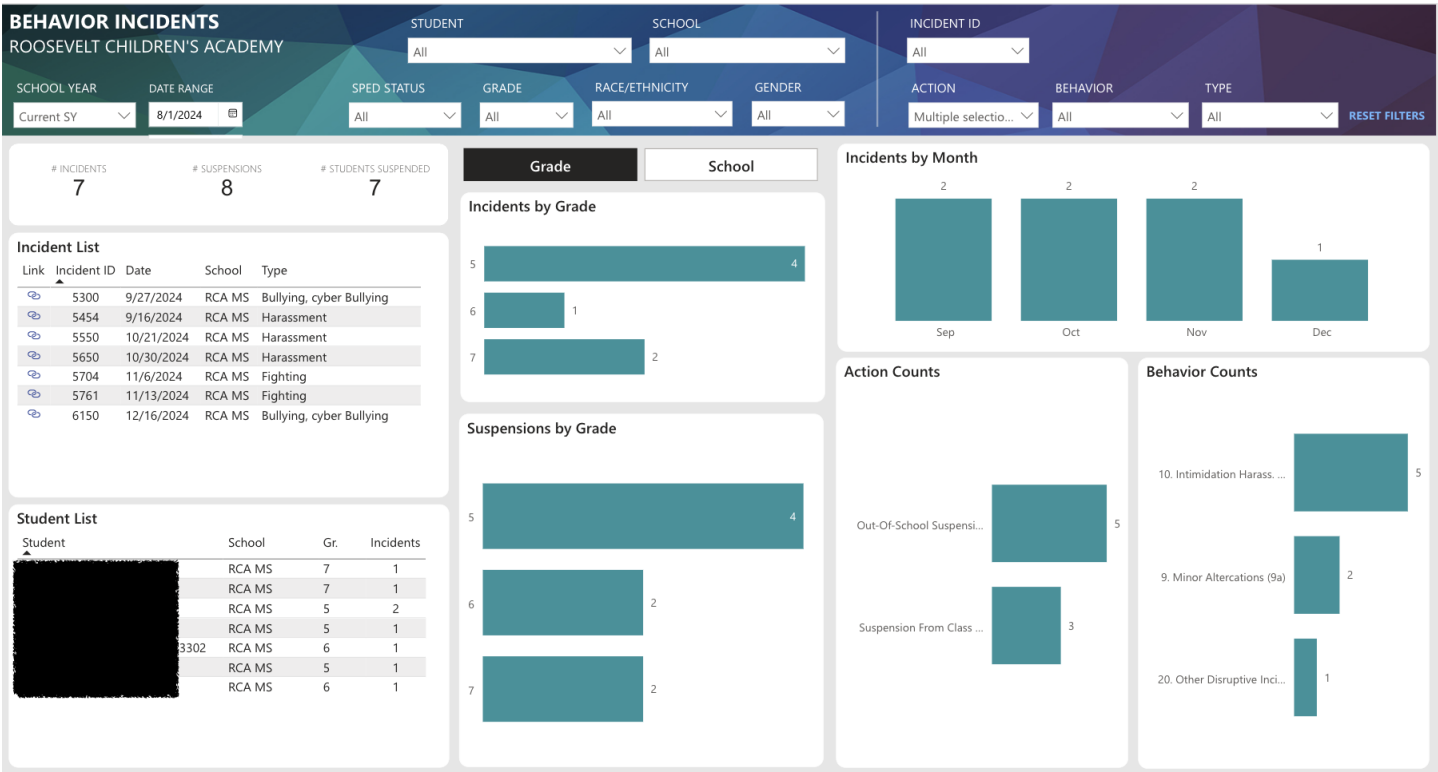 BEHAVIOR INCIDENTS
ROOSEVELT CHILDREN'S ACADEMY
STUDENT
All
SCHOOL
All
INCIDENT ID
All
SCHOOL YEAR
Current SY
DATE RANGE
8/1/2024
SPED STATUS
All
GRADE
All
RACE/ETHNICITY
All
GENDER
All
ACTION
Multiple selectio...
BEHAVIOR
All
TYPE
All
RESET FILTERS
# INCIDENTS
7
# SUSPENSIONS
8
# STUDENTS SUSPENDED
7
Incident List
Link Incident ID Date School Type
5300 9/27/2024 RCA MS Bullying, cyber Bullying
5454 9/16/2024 RCA MS Harassment
5550 10/21/2024 RCA MS Harassment
5650 10/30/2024 RCA MS Harassment
5704 11/6/2024 RCA MS Fighting
5761 11/13/2024 RCA MS Fighting
6150 12/16/2024 RCA MS Bullying, cyber Bullying
Student List
Student School Gr. Incidents
RCA MS 7 1
RCA MS 7 1
RCA MS 5 2
RCA MS 5 1
3302 RCA MS 6 1
RCA MS 5 1
RCA MS 6 1
Grade
School
Incidents by Grade
5 4
6 1
7 2
Suspensions by Grade
5 4
6 2
7 2
Incidents by Month
2 2 2 1
Sep Oct Nov Dec
Action Counts
Out-Of-School Suspensi... 5
Suspension From Class ... 3
Behavior Counts
10. Intimidation Harass. ... 5
9. Minor Altercations (9a) 2
20. Other Disruptive Inci... 1